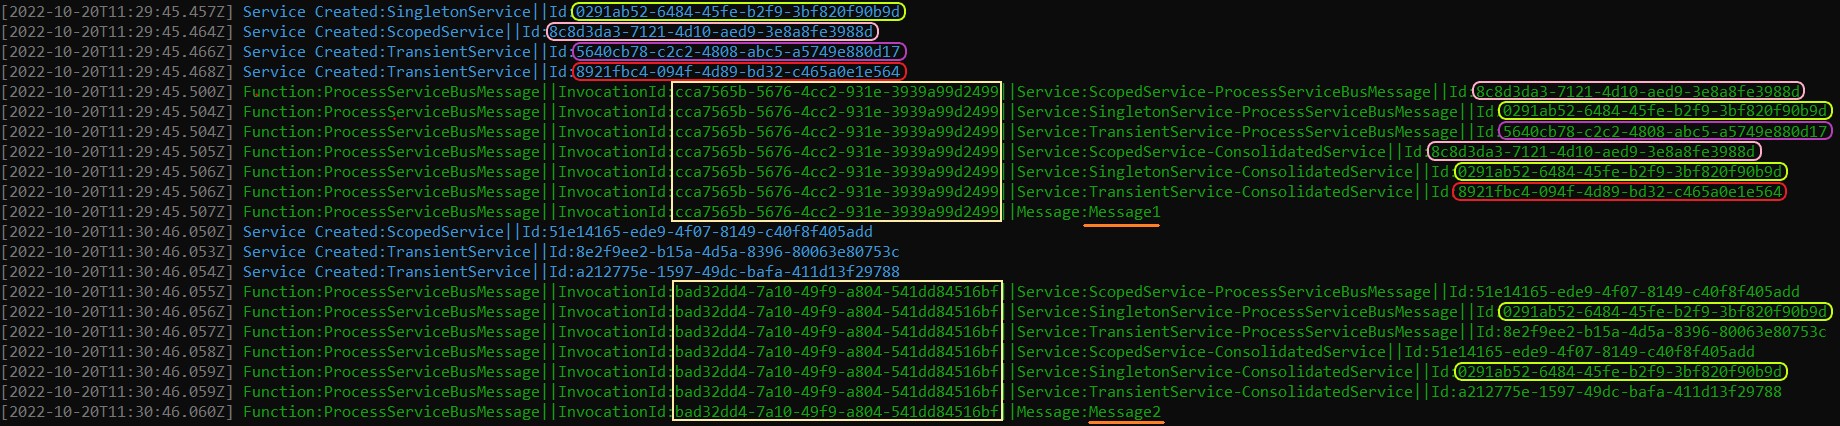 [2022-10-20T11:29:45.457Z] Service Created:SingletonService||Id:0291ab52-6484-45fe-b2f9-3bf820f90b9d
[2022-10-20T11:29:45.464Z] Service Created:ScopedService||Id:8c8d3da3-7121-4d10-aed9-3e8a8fe3988d
[2022-10-20T11:29:45.466Z] Service Created:TransientService||Id:5640cb78-c2c2-4808-abc5-a5749e880d17
[2022-10-20T11:29:45.468Z] Service Created:TransientService||Id:8921fbc4-094f-4d89-bd32-c465a0e1e564
[2022-10-20T11:29:45.500Z] Function:ProcessServiceBusMessage||InvocationId:cca7565b-5676-4cc2-931e-3939a99d2499||Service:ScopedService-ProcessServiceBusMessage||Id:8c8d3da3-7121-4d10-aed9-3e8a8fe3988d
[2022-10-20T11:29:45.504Z] Function:ProcessServiceBusMessage||InvocationId:cca7565b-5676-4cc2-931e-3939a99d2499||Service:SingletonService-ProcessServiceBusMessage||Id:0291ab52-6484-45fe-b2f9-3bf820f90b9d
[2022-10-20T11:29:45.504Z] Function:ProcessServiceBusMessage||InvocationId:cca7565b-5676-4cc2-931e-3939a99d2499||Service:TransientService-ProcessServiceBusMessage||Id:5640cb78-c2c2-4808-abc5-a5749e880d17
[2022-10-20T11:29:45.505Z] Function:ProcessServiceBusMessage||InvocationId:cca7565b-5676-4cc2-931e-3939a99d2499||Service:ScopedService-ConsolidatedService||Id:8c8d3da3-7121-4d10-aed9-3e8a8fe3988d
[2022-10-20T11:29:45.506Z] Function:ProcessServiceBusMessage||InvocationId:cca7565b-5676-4cc2-931e-3939a99d2499||Service:SingletonService-ConsolidatedService||Id:0291ab52-6484-45fe-b2f9-3bf820f90b9d
[2022-10-20T11:29:45.506Z] Function:ProcessServiceBusMessage||InvocationId:cca7565b-5676-4cc2-931e-3939a99d2499||Service:TransientService-ConsolidatedService||Id:8921fbc4-094f-4d89-bd32-c465a0e1e564
[2022-10-20T11:29:45.507Z] Function:ProcessServiceBusMessage||InvocationId:cca7565b-5676-4cc2-931e-3939a99d2499||Message:Message1
[2022-10-20T11:30:46.050Z] Service Created:ScopedService||Id:51e14165-ede9-4f07-8149-c40f8f405add
[2022-10-20T11:30:46.053Z] Service Created:TransientService||Id:8e2f9ee2-b15a-4d5a-8396-80063e80753c
[2022-10-20T11:30:46.054Z] Service Created:TransientService||Id:a212775e-1597-49dc-bafa-411d13f29788
[2022-10-20T11:30:46.055Z] Function:ProcessServiceBusMessage||InvocationId:bad32dd4-7a10-49f9-a804-541dd84516bf||Service:ScopedService-ProcessServiceBusMessage||Id:51e14165-ede9-4f07-8149-c40f8f405add
[2022-10-20T11:30:46.056Z] Function:ProcessServiceBusMessage||InvocationId:bad32dd4-7a10-49f9-a804-541dd84516bf||Service:SingletonService-ProcessServiceBusMessage||Id:0291ab52-6484-45fe-b2f9-3bf820f90b9d
[2022-10-20T11:30:46.057Z] Function:ProcessServiceBusMessage||InvocationId:bad32dd4-7a10-49f9-a804-541dd84516bf||Service:TransientService-ProcessServiceBusMessage||Id:8e2f9ee2-b15a-4d5a-8396-80063e80753c
[2022-10-20T11:30:46.058Z] Function:ProcessServiceBusMessage||InvocationId:bad32dd4-7a10-49f9-a804-541dd84516bf||Service:ScopedService-ConsolidatedService||Id:51e14165-ede9-4f07-8149-c40f8f405add
[2022-10-20T11:30:46.059Z] Function:ProcessServiceBusMessage||InvocationId:bad32dd4-7a10-49f9-a804-541dd84516bf||Service:SingletonService-ConsolidatedService||Id:0291ab52-6484-45fe-b2f9-3bf820f90b9d
[2022-10-20T11:30:46.059Z] Function:ProcessServiceBusMessage||InvocationId:bad32dd4-7a10-49f9-a804-541dd84516bf||Service:TransientService-ConsolidatedService||Id:a212775e-1597-49dc-bafa-411d13f29788
[2022-10-20T11:30:46.060Z] Function:ProcessServiceBusMessage||InvocationId:bad32dd4-7a10-49f9-a804-541dd84516bf||Message:Message2